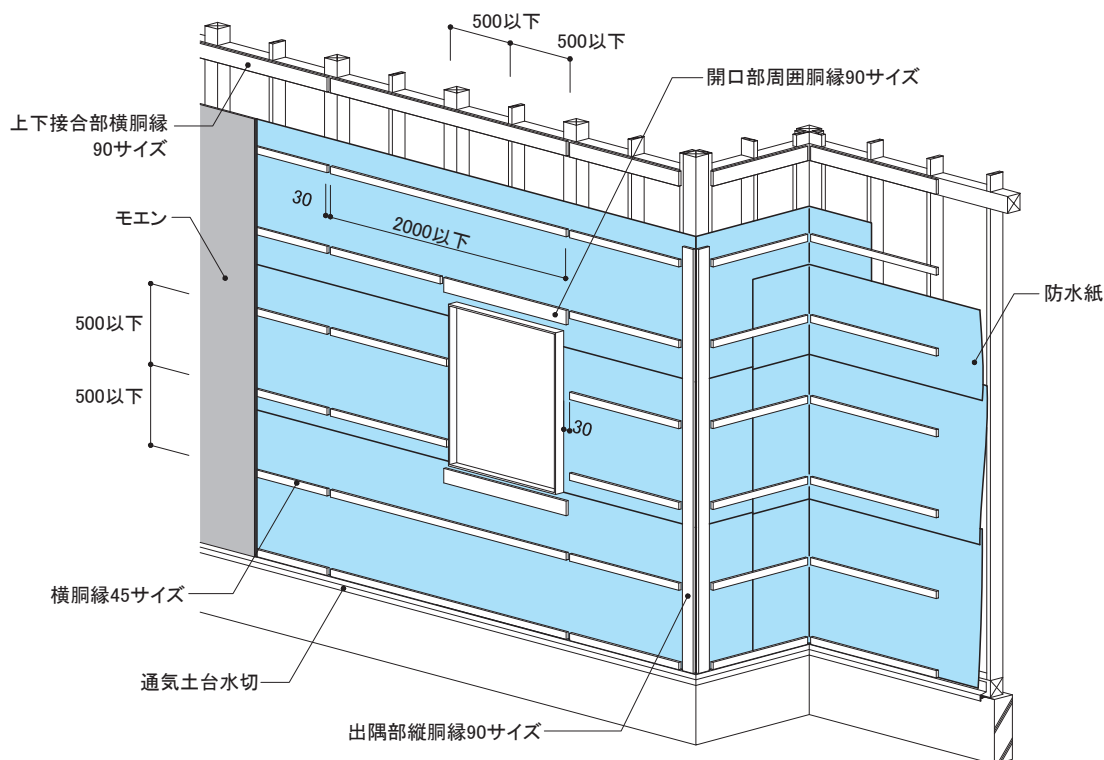 500以下
500以下
開口部周囲胴縁90サイズ
上下接合部横胴縁
90サイズ
モエン
30
2000以下
防水紙
500以下
500以下
30
横胴縁45サイズ
通気土台水切
出隅部縦胴縁90サイズ